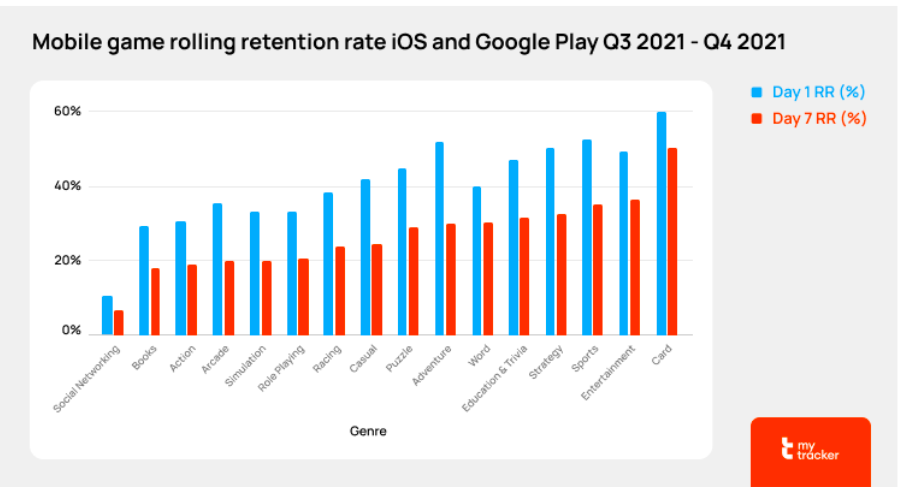 Mobile game rolling retention rate iOS and Google Play Q3 2021 - Q4 2021
Day 1 RR (%)
Day 7 RR (%)
60%
40%
20%
0%
Social Networking
Books
Action
Arcade
Simulation
Role Playing
Racing
Casual
Puzzle
Adventure
Word
Education & Trivia
Strategy
Sports
Entertainment
Card
Genre
my
tracker